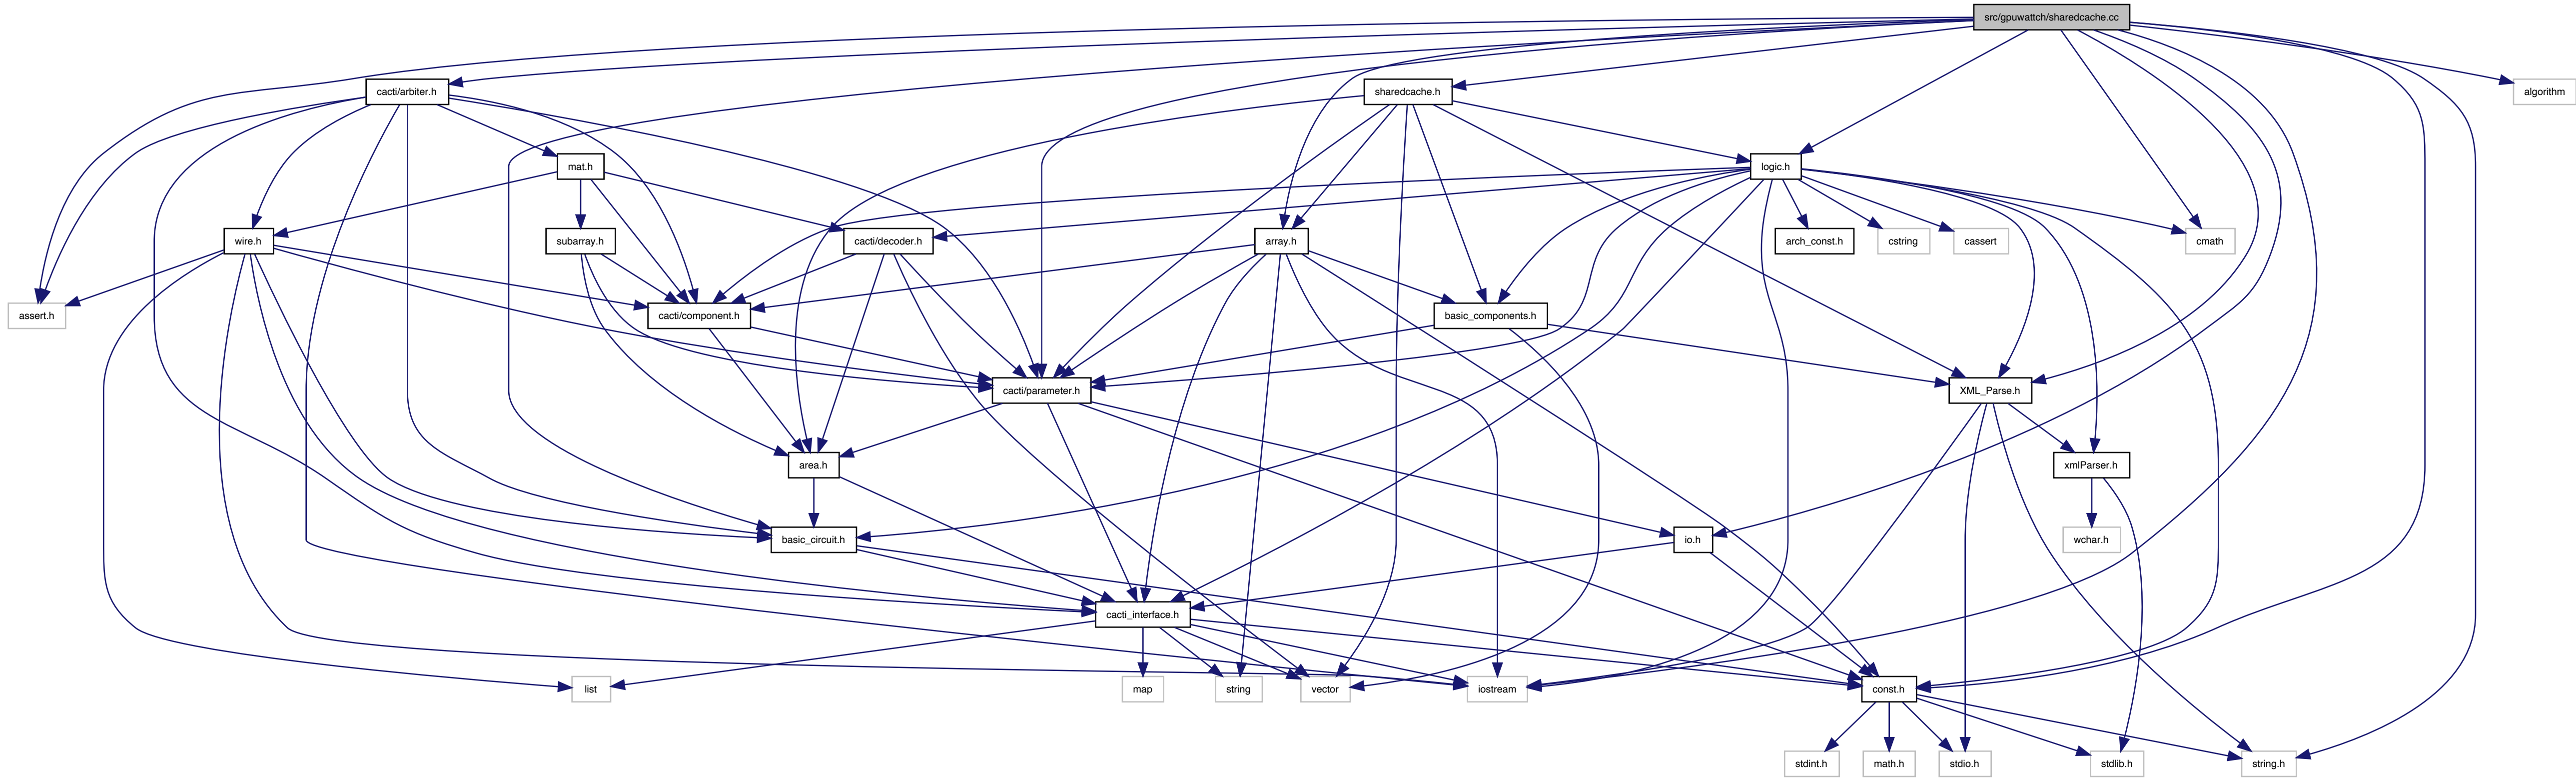 src/gpuwattch/sharedcache.cc
cacti/arbiter.h
sharedcache.h
algorithm
mat.h
logic.h
wire.h
subarray.h
cacti/decoder.h
array.h
arch_const.h
cstring
cassert
cmath
assert.h
cacti/component.h
basic_components.h
cacti/parameter.h
XML_Parse.h
area.h
xmlParser.h
basic_circuit.h
io.h
wchar.h
cacti_interface.h
list
map
string
vector
iostream
const.h
stdint.h
math.h
stdio.h
stdlib.h
string.h